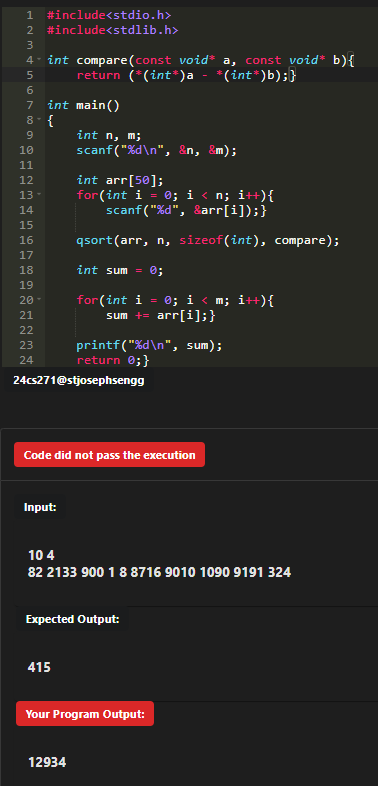 1 #include<stdio.h>
2 #include<stdlib.h>
3
4 int compare(const void* a, const void* b){
5 return (*(int*)a - *(int*)b);}
6
7 int main()
8 {
9 int n, m;
10 scanf("%d\n", &n, &m);
11
12 int arr[50];
13 for(int i = 0; i < n; i++){
14 scanf("%d", &arr[i]);}
15
16 qsort(arr, n, sizeof(int), compare);
17
18 int sum = 0;
19
20 for(int i = 0; i < m; i++){
21 sum += arr[i];}
22
23 printf("%d\n", sum);
24 return 0;}
24cs271@stjosephsengg
Code did not pass the execution
Input:
10 4
82 2133 900 1 8 8716 9010 1090 9191 324
Expected Output:
415
Your Program Output:
12934